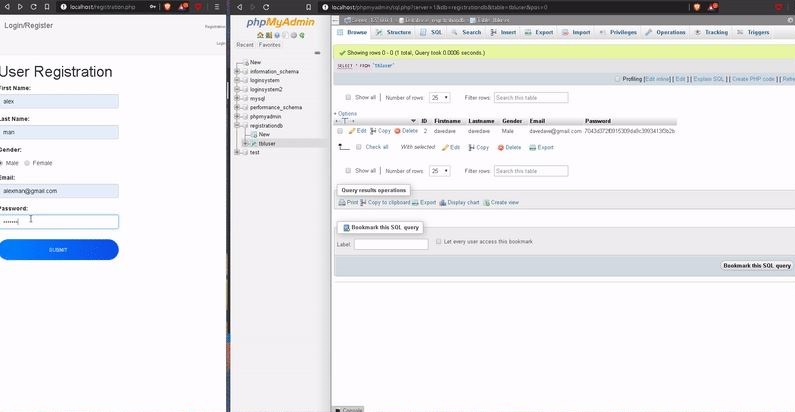 localhost/registration.php
Login/Register
Registration
Login
User Registration
First Name:
alex
Last Name:
man
Gender:
Male Female
Email:
alexman@gmail.com
Password:
SUBMIT
phpMyAdmin
Recent Favorites
New
information_schema
loginsystem
loginsystem2
mysql
performance_schema
phpmyadmin
registrationdb
New
tbluser
test
localhost/phpmyadmin/sql.php?server=1&db=registrationdb&table=tbluser&pos=0
Browse Structure SQL Search Insert Export Import Privileges Operations Tracking Triggers
Showing rows 0 - 0 (1 total, Query took 0.0006 seconds.)
SELECT * FROM `tbluser`
Profiling [Edit inline] [ Edit ] [ Explain SQL ] [ Create PHP code ] [
Show all Number of rows: 25 Filter rows: Search this table
+ Options
ID Firstname Lastname Gender Email Password
Edit Copy Delete 2 davedave davedave Male davedave@gmail.com
Check all With selected: Edit Copy Delete Export
Show all Number of rows: 25 Filter rows: Search this table
Query results operations
Print Copy to clipboard Export Display chart Create view
Bookmark this SQL query
Label: Let every user access this bookmark
Bookmark this SQL query
Console